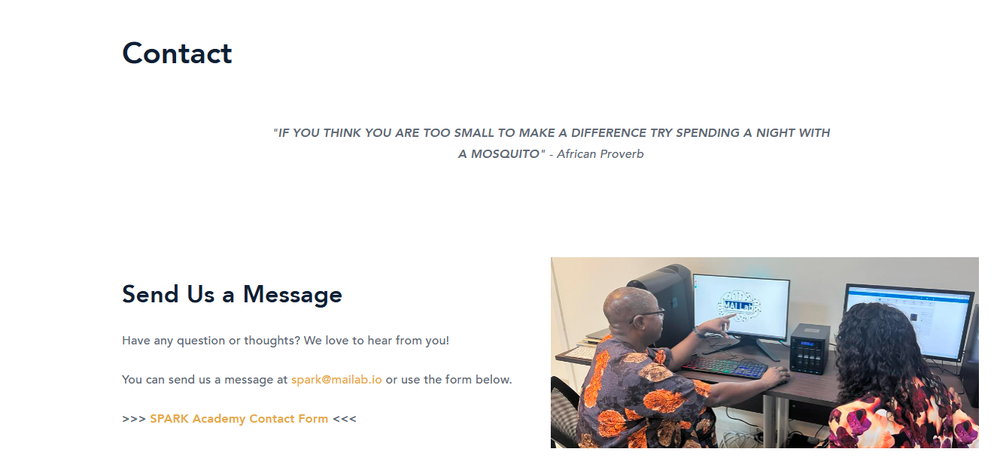 Contact
"IF YOU THINK YOU ARE TOO SMALL TO MAKE A DIFFERENCE TRY SPENDING A NIGHT WITH
A MOSQUITO" - African Proverb
Send Us a Message
Have any question or thoughts? We love to hear from you!
You can send us a message at spark@mailab.io or use the form below.
>>> SPARK Academy Contact Form <<<
MAI Lab